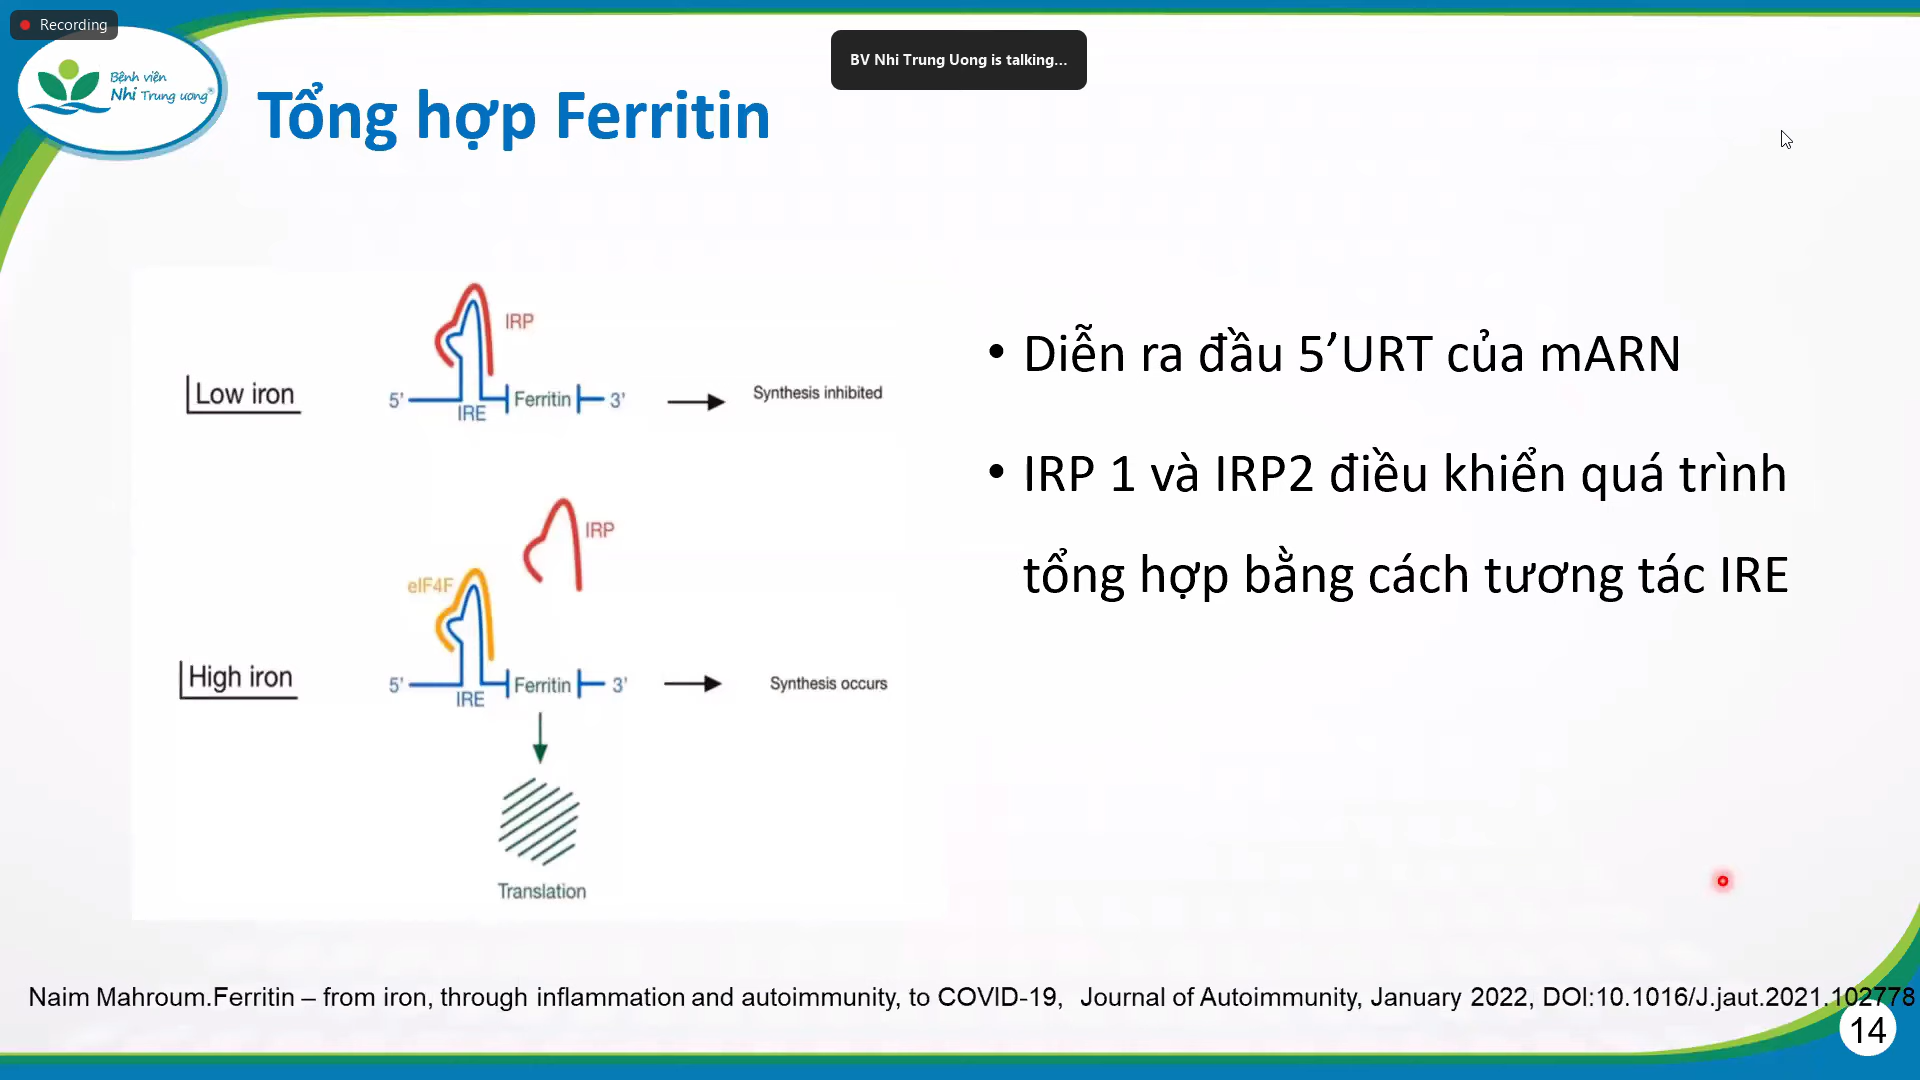 Recording
BV Nhi Trung Uong is talking...
Bệnh viện
Nhi Trung ương
Tổng hợp Ferritin
IRP
Low iron
5' IRE Ferritin 3'
Synthesis inhibited
IRP
eIF4F
High iron
5' IRE Ferritin 3'
Synthesis occurs
Translation
• Diễn ra đầu 5’URT của mARN
• IRP 1 và IRP2 điều khiển quá trình
tổng hợp bằng cách tương tác IRE
Naim Mahroum.Ferritin – from iron, through inflammation and autoimmunity, to COVID-19, Journal of Autoimmunity, January 2022, DOI:10.1016/J.jaut.2021.102778
14